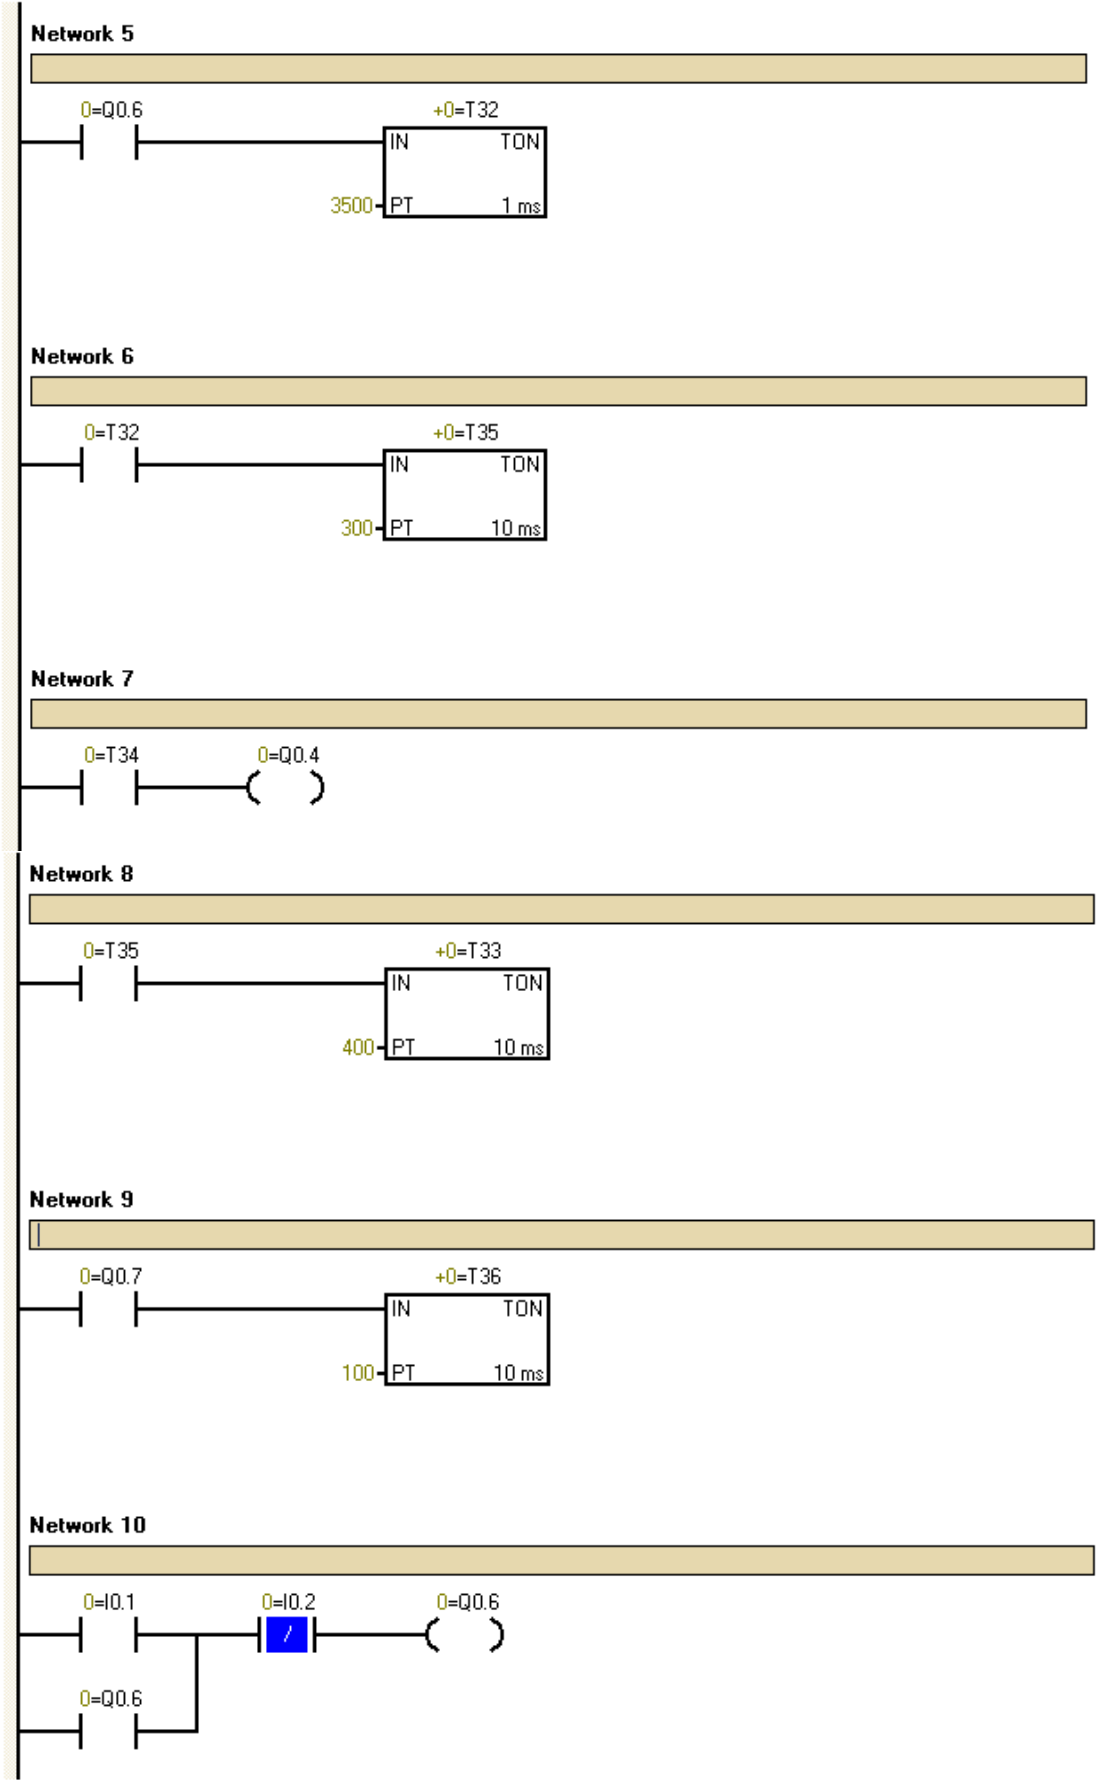 Network 5
0=Q0.6 +0=T32
IN TON
3500 PT 1 ms
Network 6
0=T32 +0=T35
IN TON
300 PT 10 ms
Network 7
0=T34 0=Q0.4
Network 8
0=T35 +0=T33
IN TON
400 PT 10 ms
Network 9
0=Q0.7 +0=T36
IN TON
100 PT 10 ms
Network 10
0=I0.1 0=I0.2 0=Q0.6
/
0=Q0.6